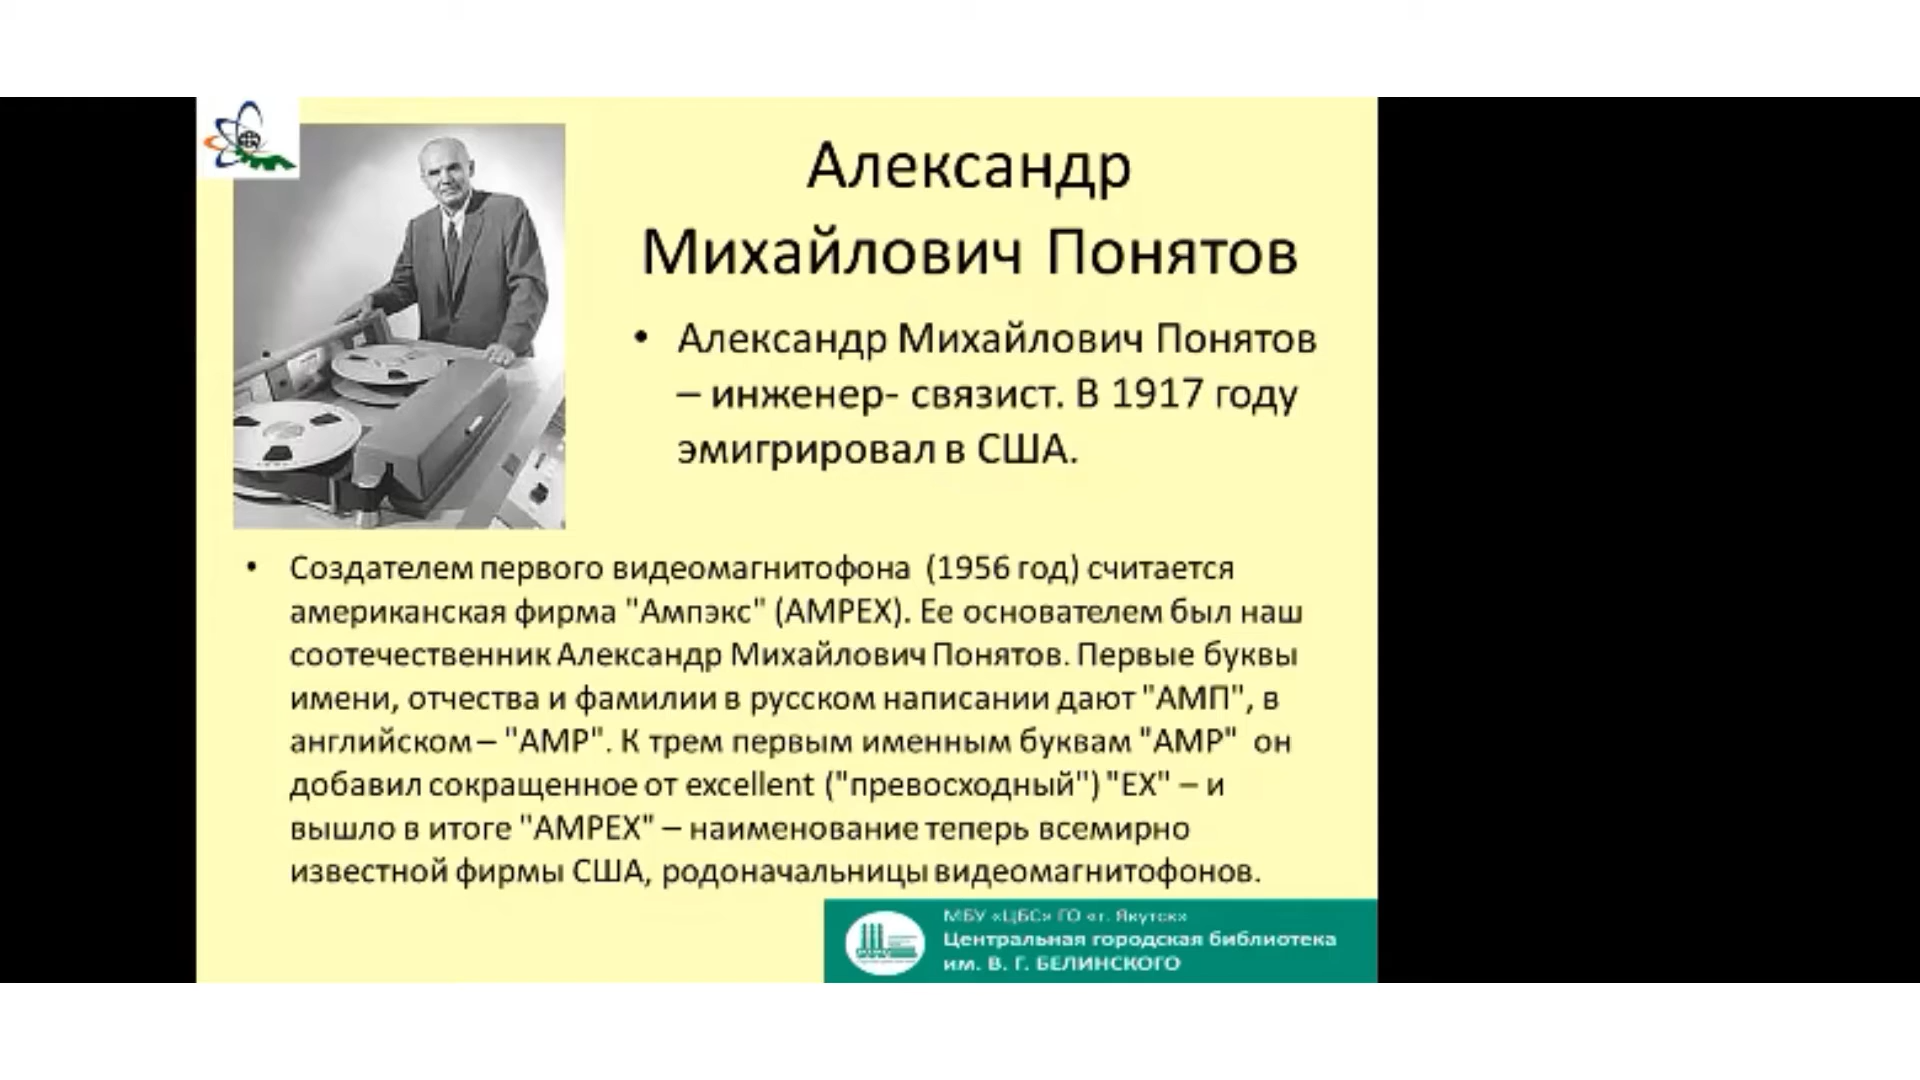 Александр
Михайлович Понятов
• Александр Михайлович Понятов
– инженер- связист. В 1917 году
эмигрировал в США.
• Создателем первого видеомагнитофона (1956 год) считается
американская фирма "Ампэкс" (AMPEX). Ее основателем был наш
соотечественник Александр Михайлович Понятов. Первые буквы
имени, отчества и фамилии в русском написании дают "АМП", в
английском – "AMP". К трем первым именным буквам "AMP" он
добавил сокращенное от excellent ("превосходный") "EX" – и
вышло в итоге "AMPEX" – наименование теперь всемирно
известной фирмы США, родоначальницы видеомагнитофонов.
МБУ «ЦБС» ГО «г. Якутск»
Центральная городская библиотека
им. В. Г. БЕЛИНСКОГО